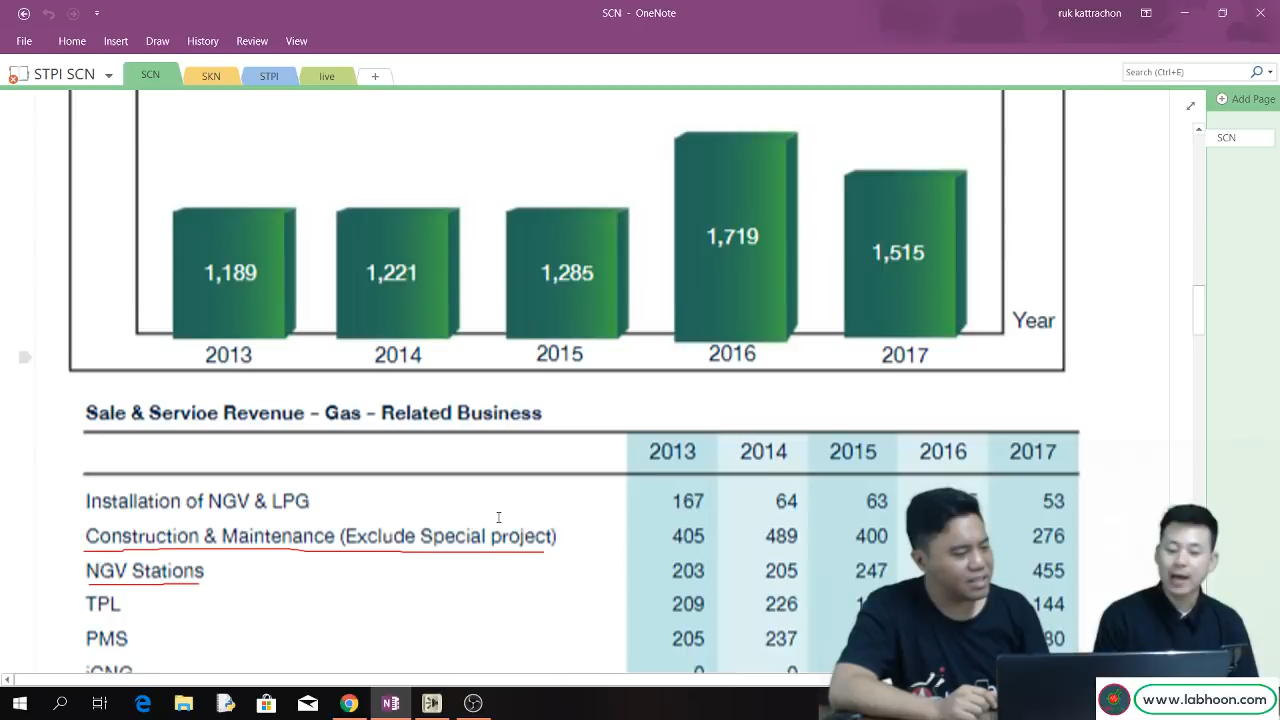 SCN - OneNote
ruk kattrachon
File Home Insert Draw History Review View
STPI SCN
SCN SKN STPI live +
Search (Ctrl+E)
Add Page
SCN
1,189 1,221 1,285 1,719 1,515
Year
2013 2014 2015 2016 2017
Sale & Service Revenue - Gas - Related Business
2013 2014 2015 2016 2017
Installation of NGV & LPG 167 64 63 53
Construction & Maintenance (Exclude Special project) 405 489 400 276
NGV Stations 203 205 247 455
TPL 209 226 144
PMS 205 237
iCNG 0 0
www.labhoon.com